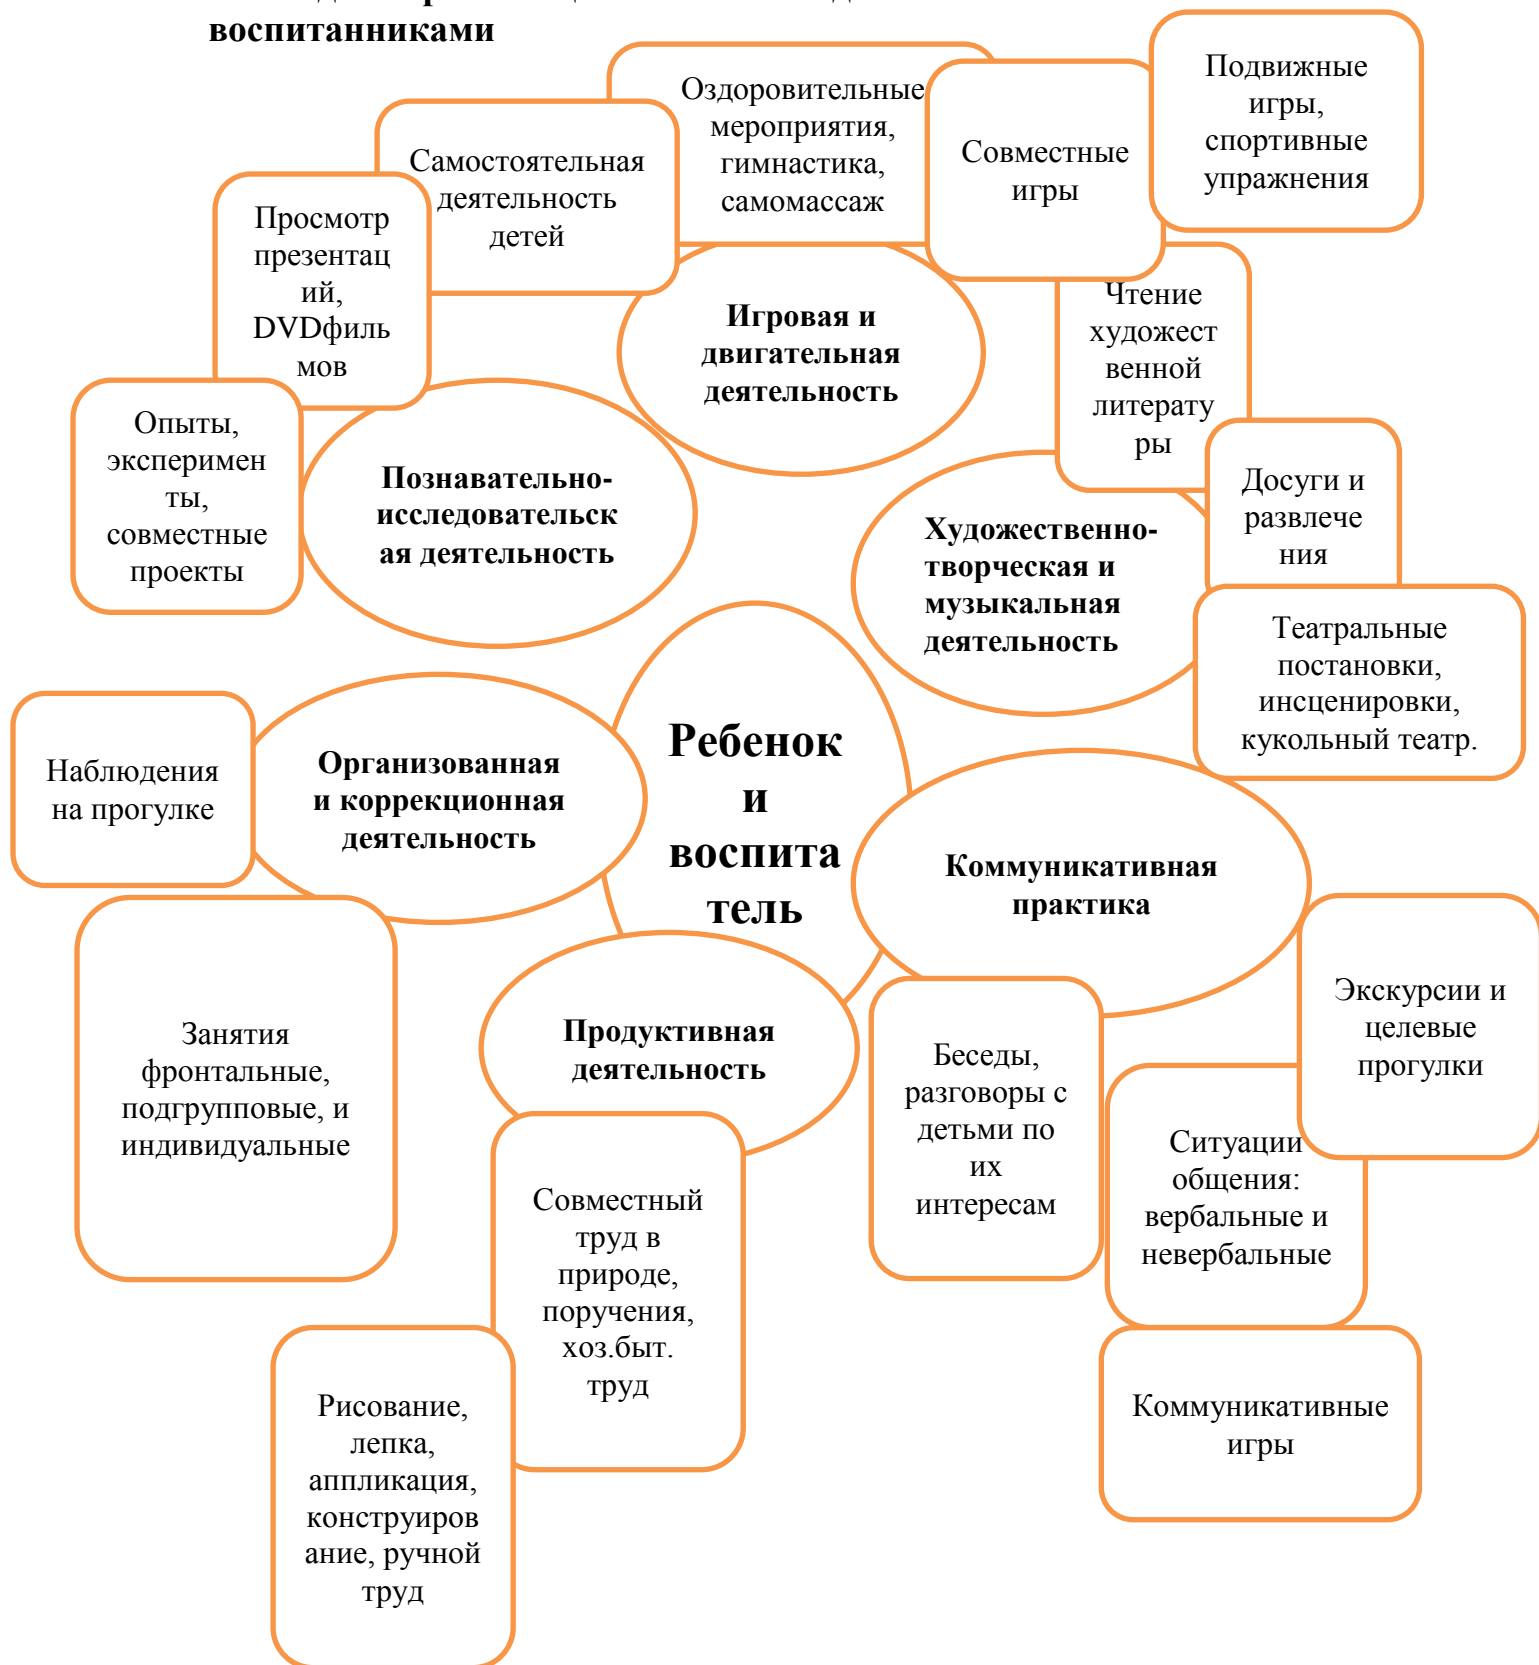 воспитанниками
Подвижные
игры,
спортивные
упражнения
Оздоровительные
мероприятия,
гимнастика,
самомассаж
Совместные
игры
Самостоятельная
деятельность
детей
Просмотр
презентац
ий,
DVDфиль
мов
Игровая и
двигательная
деятельность
Чтение
художест
венной
литерату
ры
Опыты,
эксперимен
ты,
совместные
проекты
Познавательно-
исследовательск
ая деятельность
Досуги и
развлече
ния
Художественно-
творческая и
музыкальная
деятельность
Театральные
постановки,
инсценировки,
кукольный театр.
Наблюдения
на прогулке
Организованная
и коррекционная
деятельность
Ребенок
и
воспита
тель
Коммуникативная
практика
Занятия
фронтальные,
подгрупповые, и
индивидуальные
Продуктивная
деятельность
Беседы,
разговоры с
детьми по
их
интересам
Экскурсии и
целевые
прогулки
Ситуации
общения:
вербальные и
невербальные
Совместный
труд в
природе,
поручения,
хоз.быт.
труд
Коммуникативные
игры
Рисование,
лепка,
аппликация,
конструиров
ание, ручной
труд